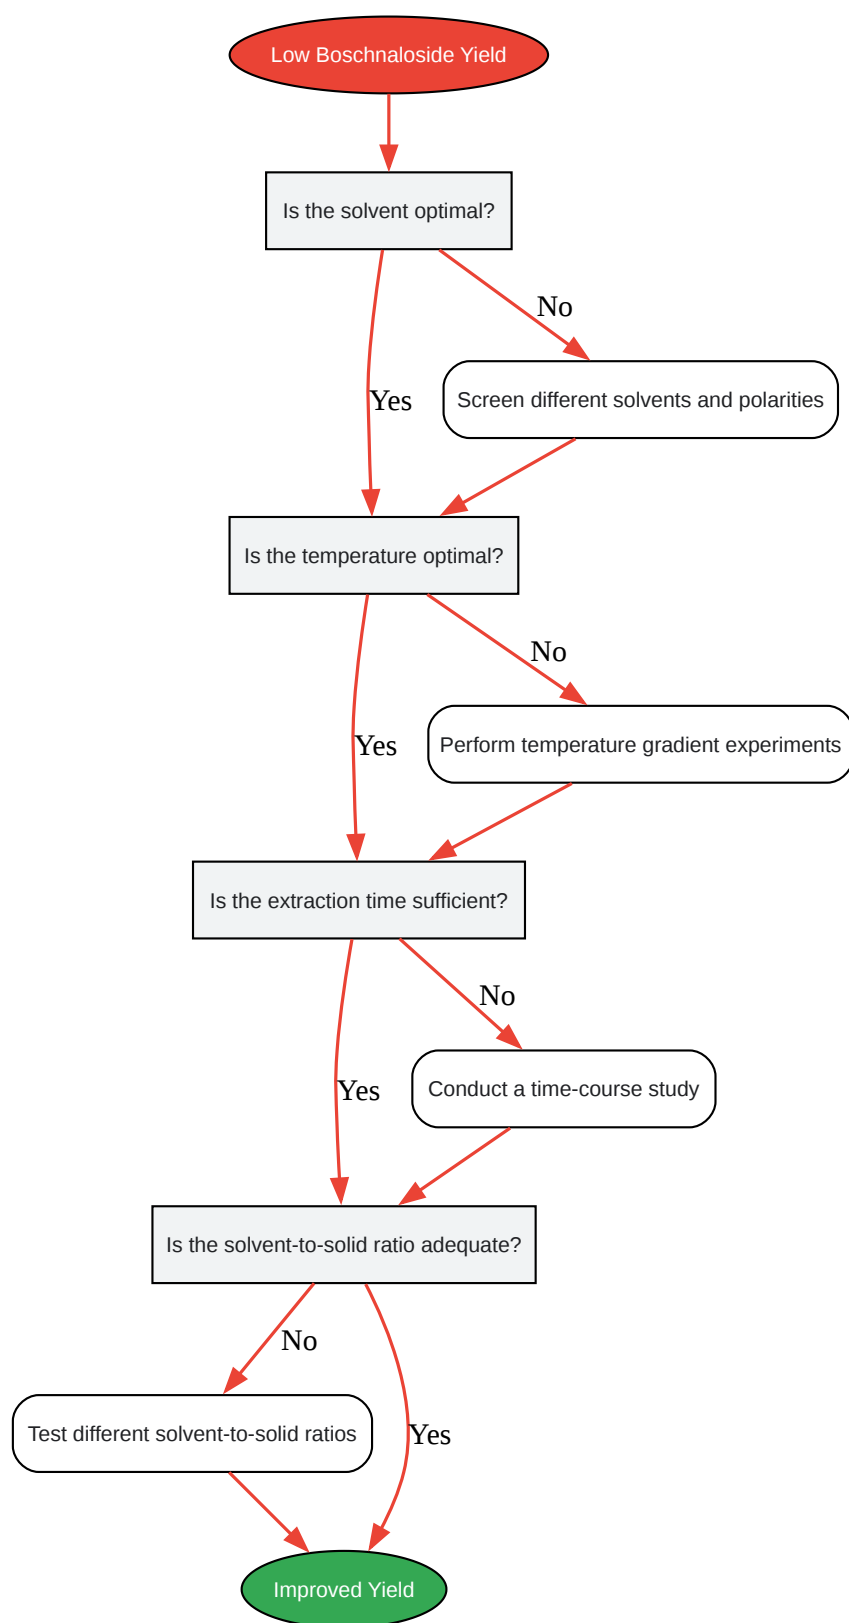 Low Boschnaloside Yield
Is the solvent optimal?
No
Yes
Screen different solvents and polarities
Is the temperature optimal?
No
Yes
Perform temperature gradient experiments
Is the extraction time sufficient?
No
Yes
Conduct a time-course study
Is the solvent-to-solid ratio adequate?
No
Test different solvent-to-solid ratios
Yes
Improved Yield